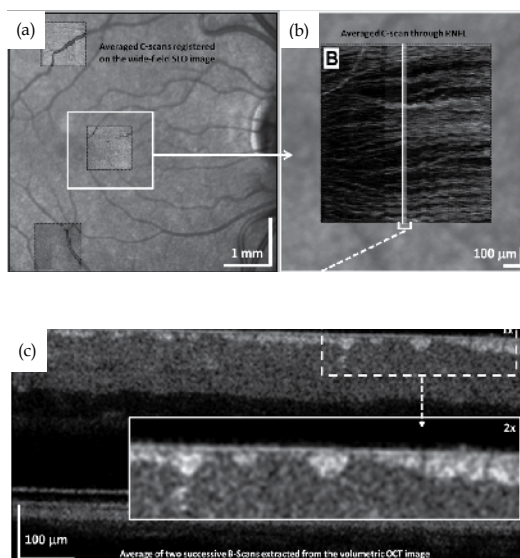 (a)
Averaged C-scans registered
on the wide-field SLO image
1 mm
(b)
Averaged C-scan through RNFL
B
100 µm
(c)
2x
100 µm
Average of two successive B-Scans extracted from the volumetric OCT image